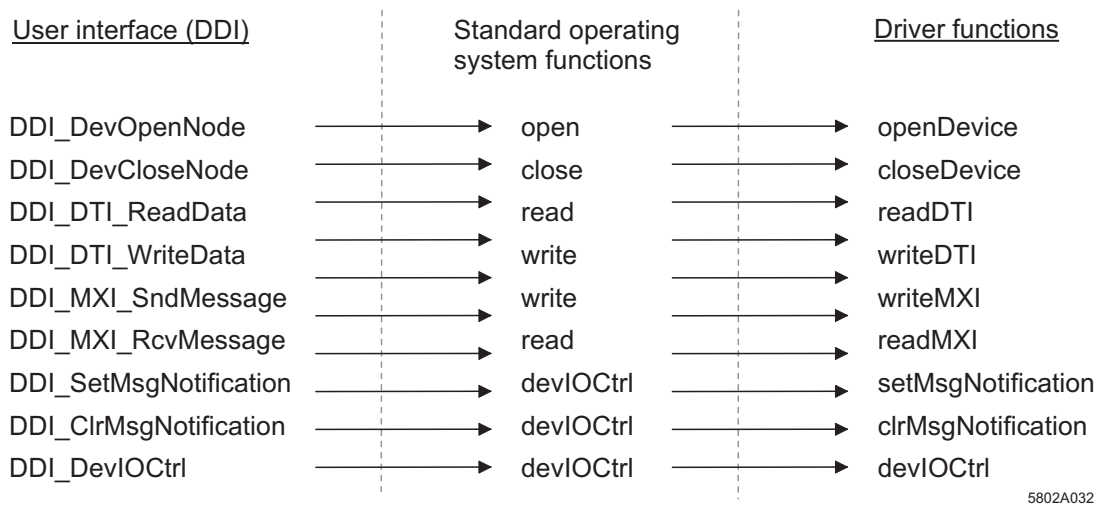 User interface (DDI) Standard operating system functions Driver functions
DDI_DevOpenNode open openDevice
DDI_DevCloseNode close closeDevice
DDI_DTI_ReadData read readDTI
DDI_DTI_WriteData write writeDTI
DDI_MXI_SndMessage write writeMXI
DDI_MXI_RcvMessage read readMXI
DDI_SetMsgNotification devIOCtrl setMsgNotification
DDI_ClrMsgNotification devIOCtrl clrMsgNotification
DDI_DevIOCtrl devIOCtrl devIOCtrl
5802A032